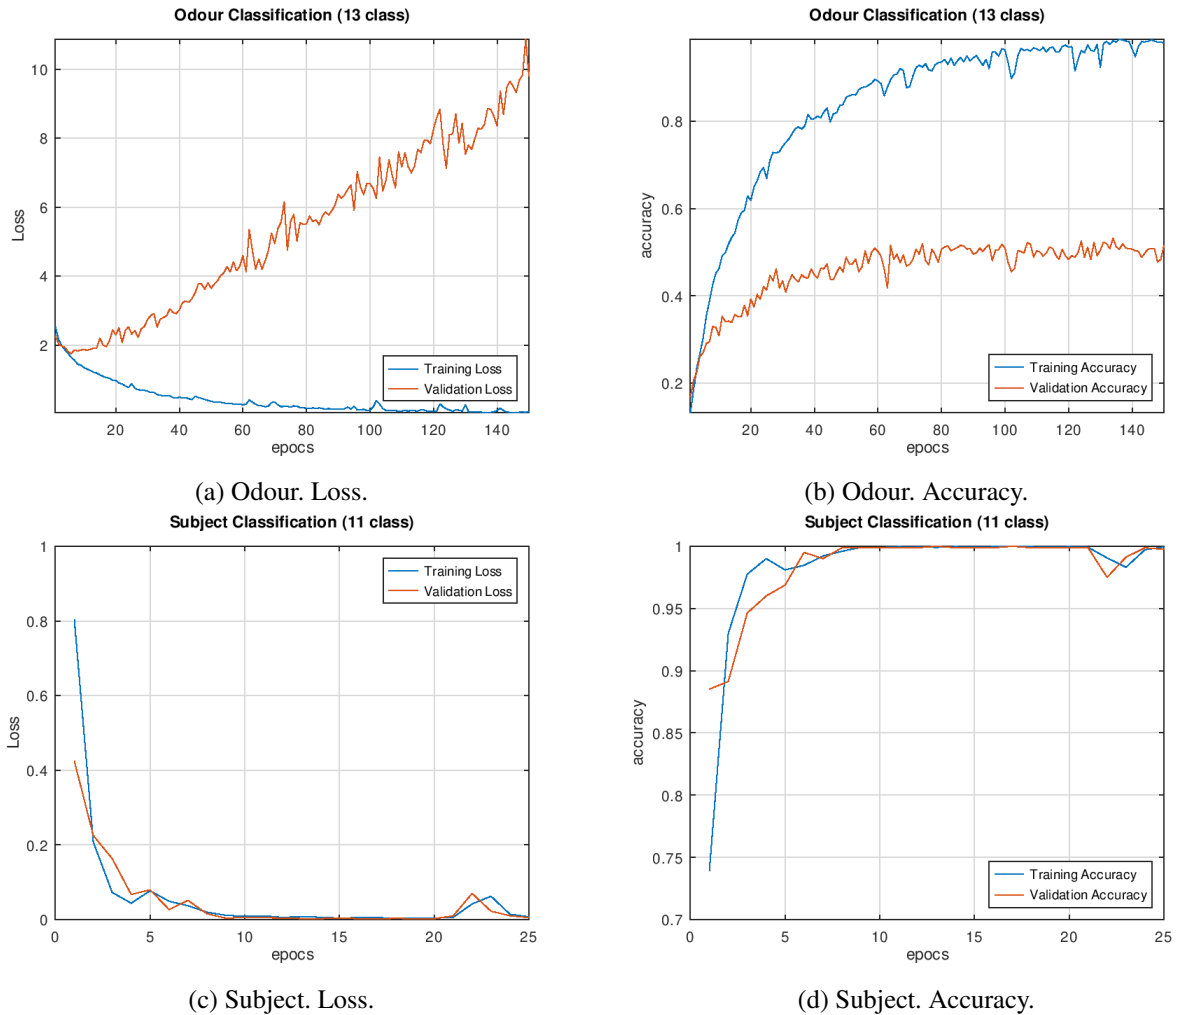 Odour Classification (13 class)
10
8
6
4
2
Loss
Training Loss
Validation Loss
20 40 60 80 100 120 140
epocs
(a) Odour. Loss.
Odour Classification (13 class)
0.8
0.6
0.4
0.2
accuracy
Training Accuracy
Validation Accuracy
20 40 60 80 100 120 140
epocs
(b) Odour. Accuracy.
Subject Classification (11 class)
1
0.8
0.6
0.4
0.2
0
Loss
Training Loss
Validation Loss
0 5 10 15 20 25
epocs
(c) Subject. Loss.
Subject Classification (11 class)
1
0.95
0.9
0.85
0.8
0.75
0.7
accuracy
Training Accuracy
Validation Accuracy
0 5 10 15 20 25
epocs
(d) Subject. Accuracy.